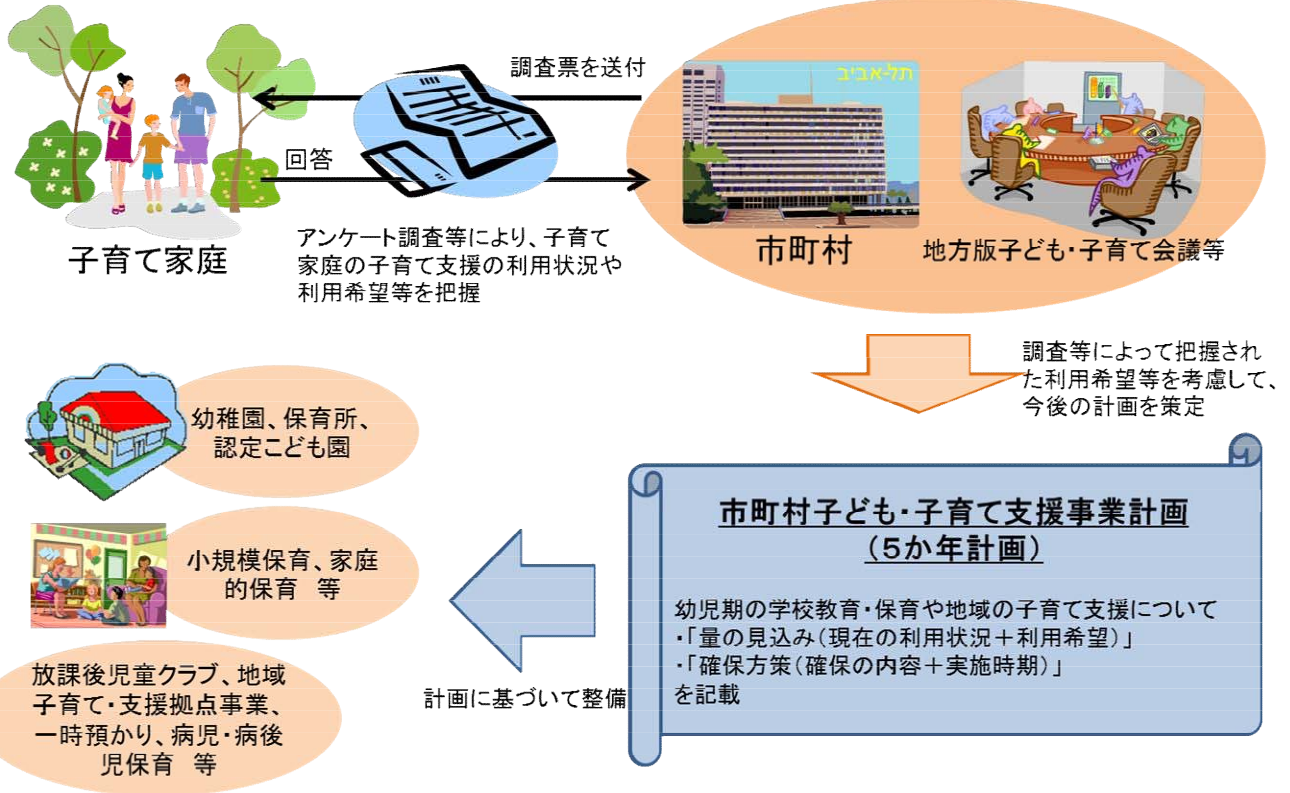 調査票を送付
回答
תל-אביב
子育て家庭
アンケート調査等により、子育て
家庭の子育て支援の利用状況や
利用希望等を把握
市町村
地方版子ども・子育て会議等
調査等によって把握され
た利用希望等を考慮して、
今後の計画を策定
市町村子ども・子育て支援事業計画
（５か年計画）
幼児期の学校教育・保育や地域の子育て支援について
・「量の見込み（現在の利用状況＋利用希望）」
・「確保方策（確保の内容＋実施時期）」
を記載
計画に基づいて整備
幼稚園、保育所、
認定こども園
小規模保育、家庭
的保育　等
放課後児童クラブ、地域
子育て・支援拠点事業、
一時預かり、病児・病後
児保育　等